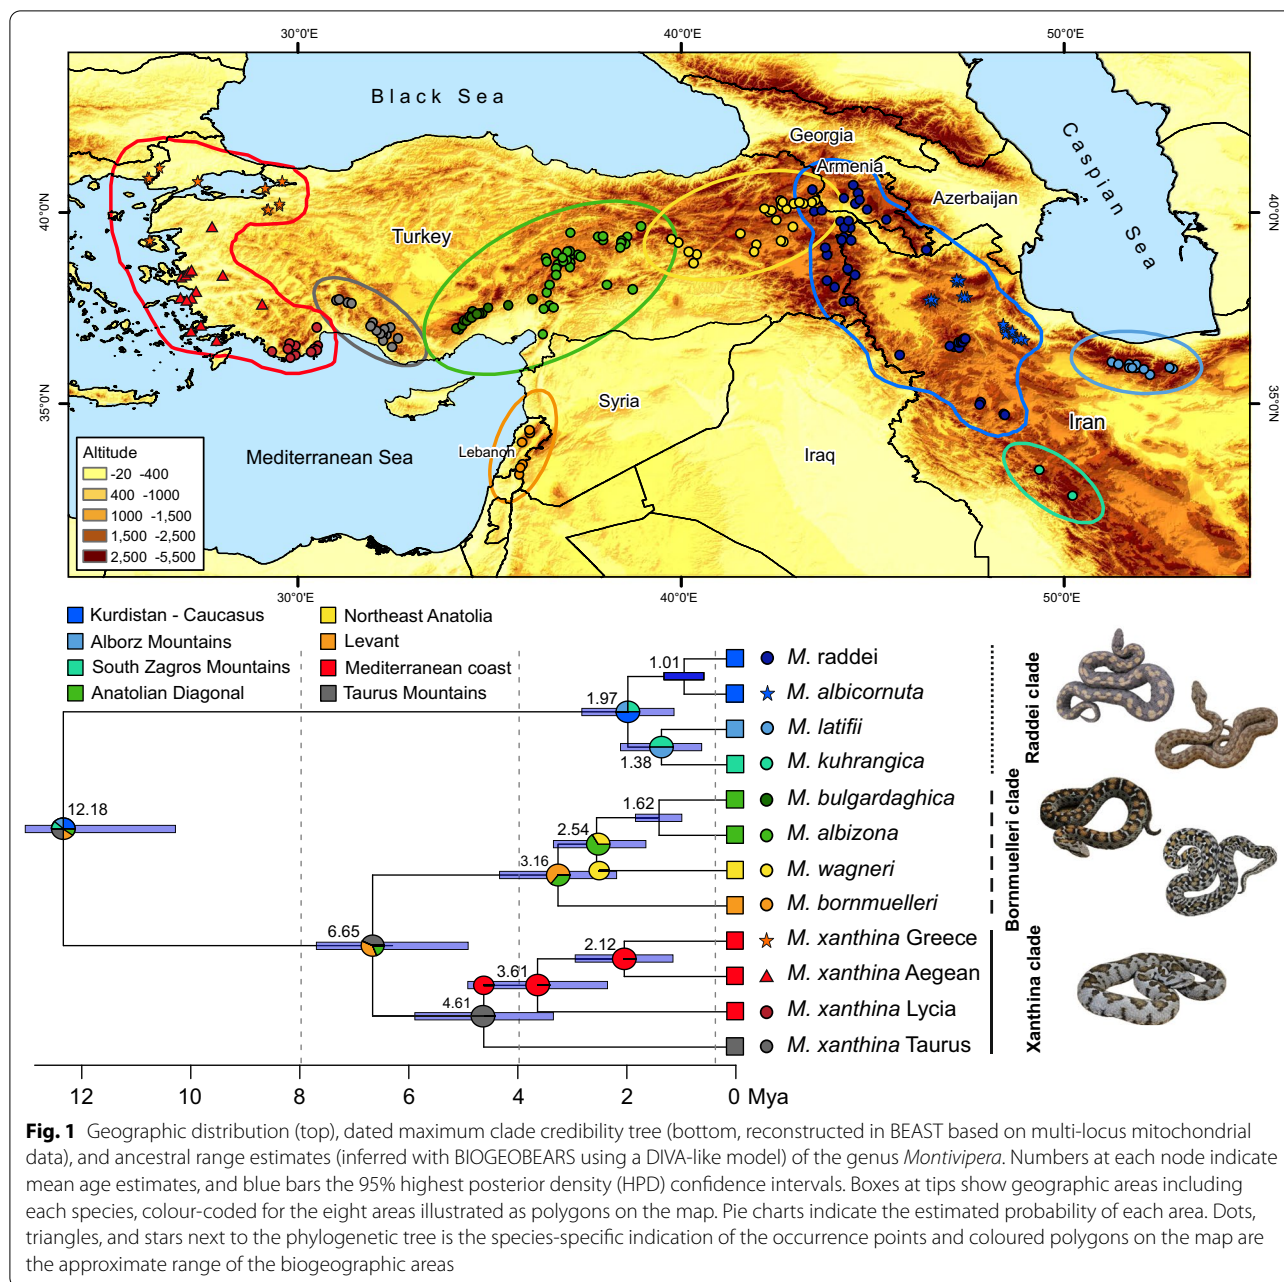 30°0'E 40°0'E 50°0'E
Black Sea
Georgia
Armenia
Azerbaijan
Caspian Sea
40°0'N
40°0'N
Turkey
35°0'N
35°0'N
Syria
Iran
Lebanon
Mediterranean Sea
Iraq
Altitude
-20 -400
400 -1000
1000 -1,500
1,500 -2,500
2,500 -5,500
30°0'E 40°0'E 50°0'E
Kurdistan - Caucasus
Alborz Mountains
South Zagros Mountains
Anatolian Diagonal
Northeast Anatolia
Levant
Mediterranean coast
Taurus Mountains
1.01
1.97
1.38
12.18
1.62
2.54
3.16
6.65
2.12
3.61
4.61
M. raddei
M. albicornuta
M. latifii
M. kuhrangica
M. bulgardaghica
M. albizona
M. wagneri
M. bornmuelleri
M. xanthina Greece
M. xanthina Aegean
M. xanthina Lycia
M. xanthina Taurus
Raddei clade
Bornmuelleri clade
Xanthina clade
12 10 8 6 4 2 0 Mya
Fig. 1 Geographic distribution (top), dated maximum clade credibility tree (bottom, reconstructed in BEAST based on multi-locus mitochondrial
data), and ancestral range estimates (inferred with BIOGEOBEARS using a DIVA-like model) of the genus Montivipera. Numbers at each node indicate
mean age estimates, and blue bars the 95% highest posterior density (HPD) confidence intervals. Boxes at tips show geographic areas including
each species, colour-coded for the eight areas illustrated as polygons on the map. Pie charts indicate the estimated probability of each area. Dots,
triangles, and stars next to the phylogenetic tree is the species-specific indication of the occurrence points and coloured polygons on the map are
the approximate range of the biogeographic areas